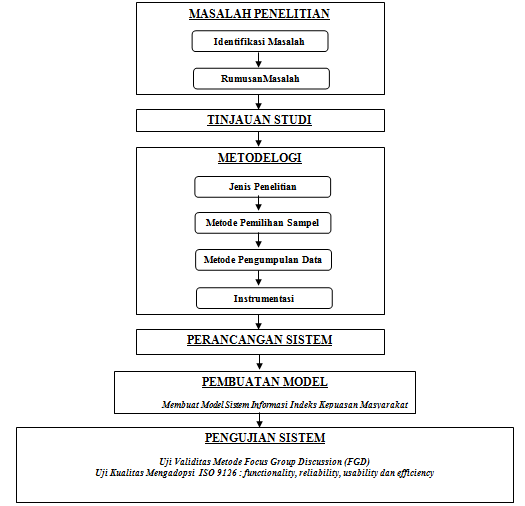 MASALAH PENELITIAN
Identifikasi Masalah
RumusanMasalah
TINJAUAN STUDI
METODELOGI
Jenis Penelitian
Metode Pemilihan Sampel
Metode Pengumpulan Data
Instrumentasi
PERANCANGAN SISTEM
PEMBUATAN MODEL
Membuat Model Sistem Informasi Indeks Kepuasan Masyarakat
PENGUJIAN SISTEM
Uji Validitas Metode Focus Group Discussion (FGD)
Uji Kualitas Mengadopsi ISO 9126 : functionality, reliability, usability dan efficiency